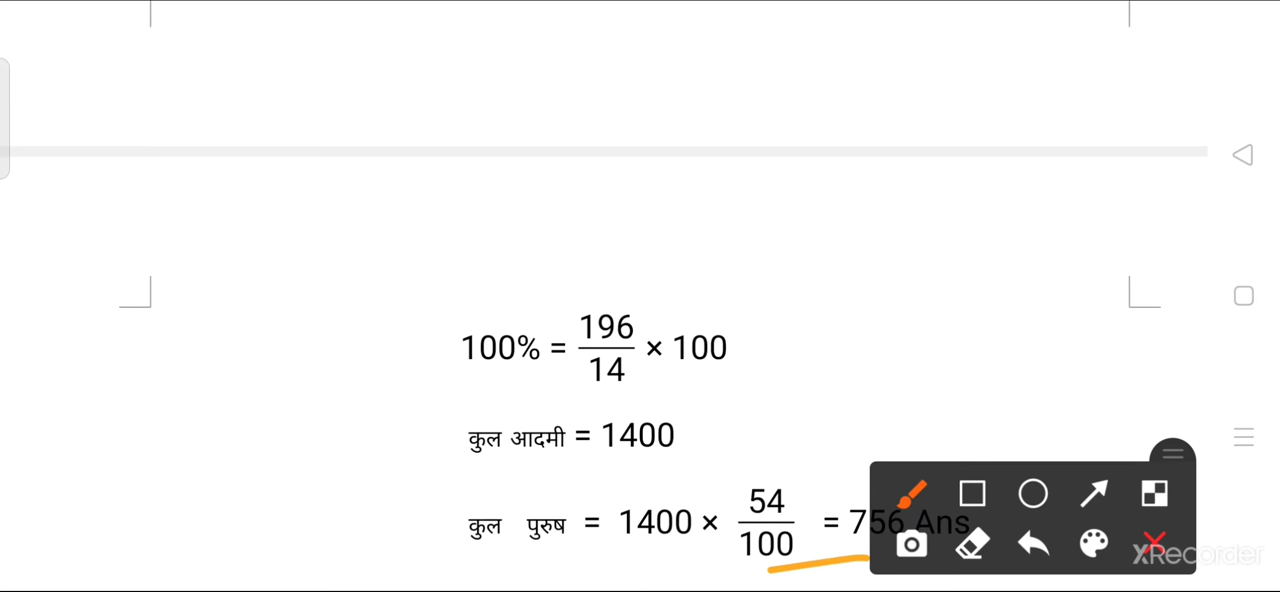 100% = 196/14 × 100
कुल आदमी = 1400
कुल पुरुष = 1400 × 54/100 = 756 Ans
XRecorder